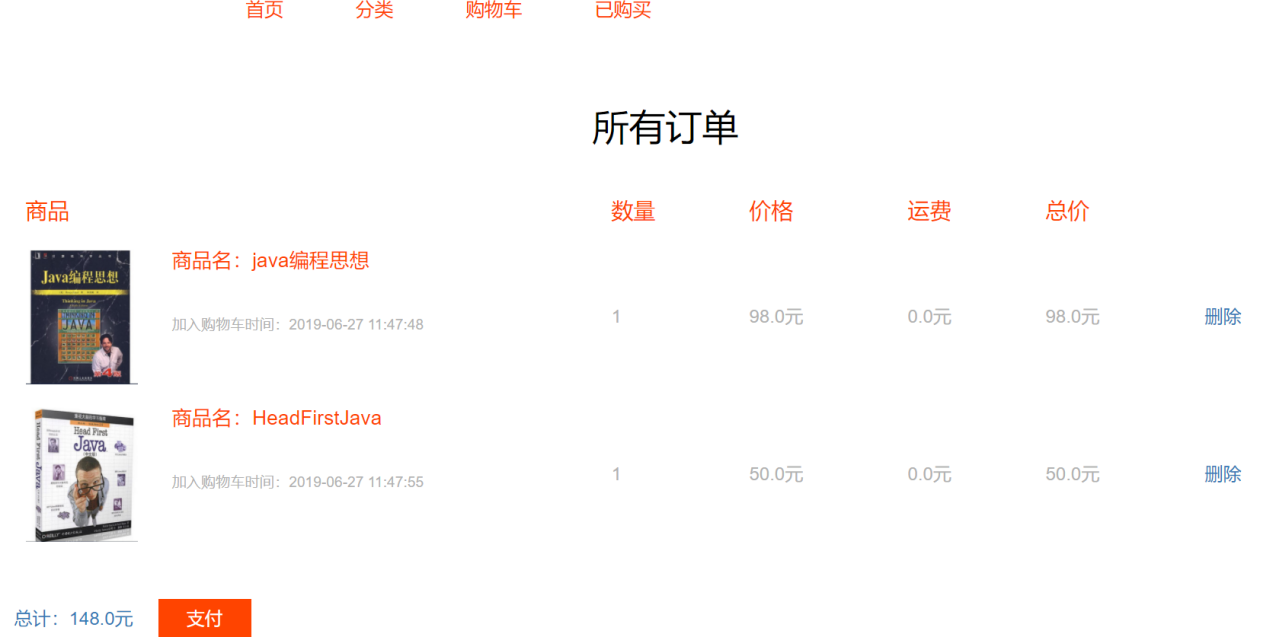 首页 分类 购物车 已购买
所有订单
商品 数量 价格 运费 总价
Java编程思想
Thinking in Java
JAVA
商品名：java编程思想
加入购物车时间：2019-06-27 11:47:48
1 98.0元 0.0元 98.0元 删除
Head First
Java
Head First Java
O'REILLY
商品名：HeadFirstJava
加入购物车时间：2019-06-27 11:47:55
1 50.0元 0.0元 50.0元 删除
总计：148.0元 支付